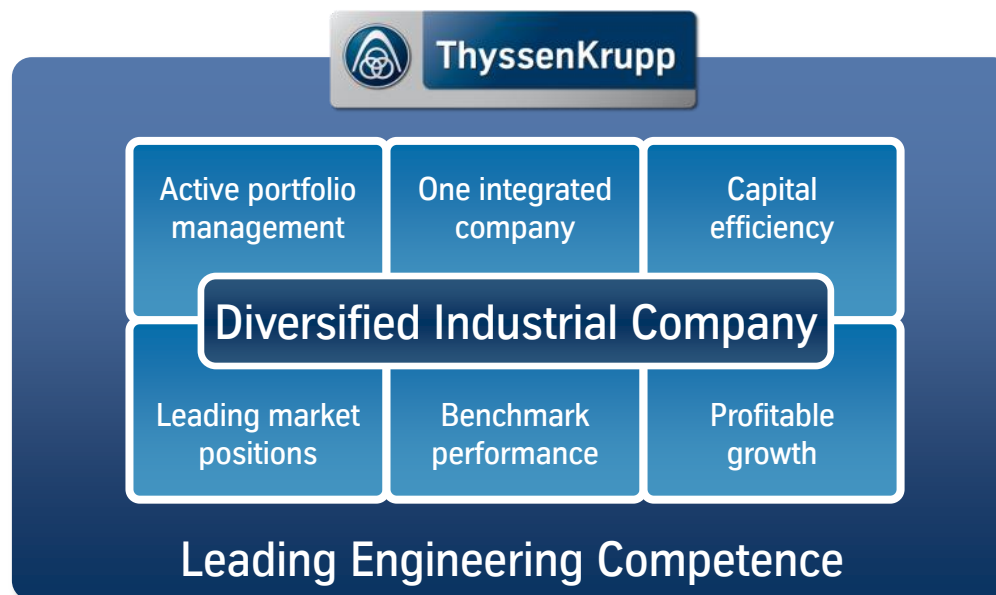 ThyssenKrupp
Active portfolio
management
One integrated
company
Capital
efficiency
Diversified Industrial Company
Leading market
positions
Benchmark
performance
Profitable
growth
Leading Engineering Competence